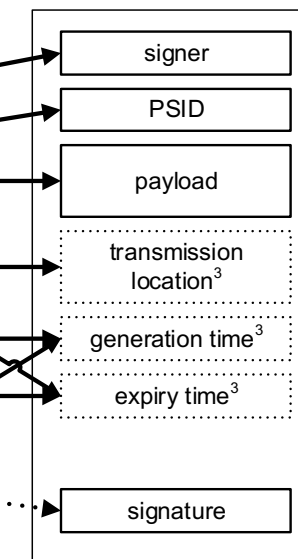 signer
PSID
payload
transmission
location³
generation time³
expiry time³
signature